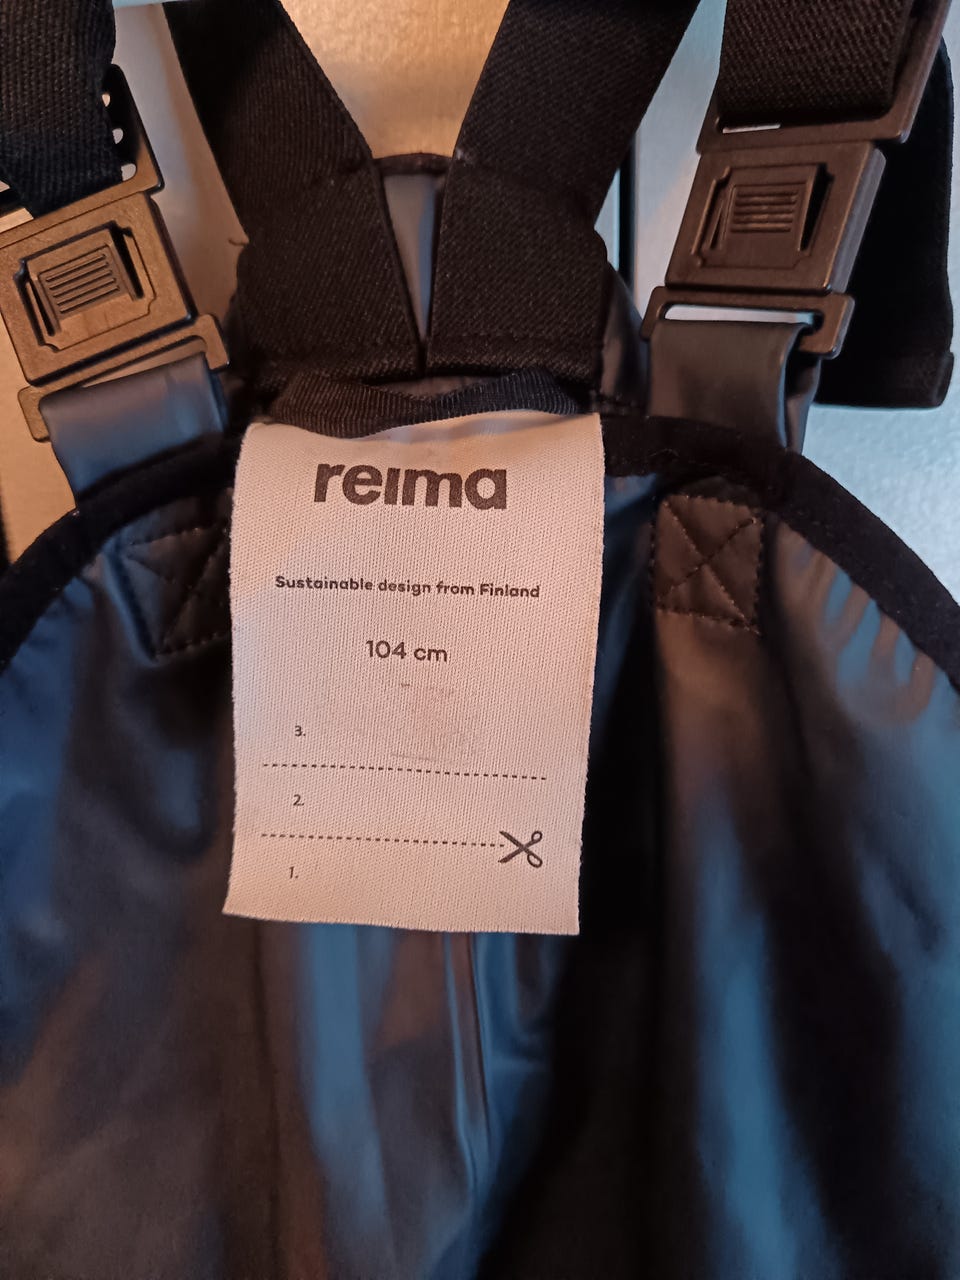 reima
Sustainable design from Finland
104 cm
3.
2.
1.